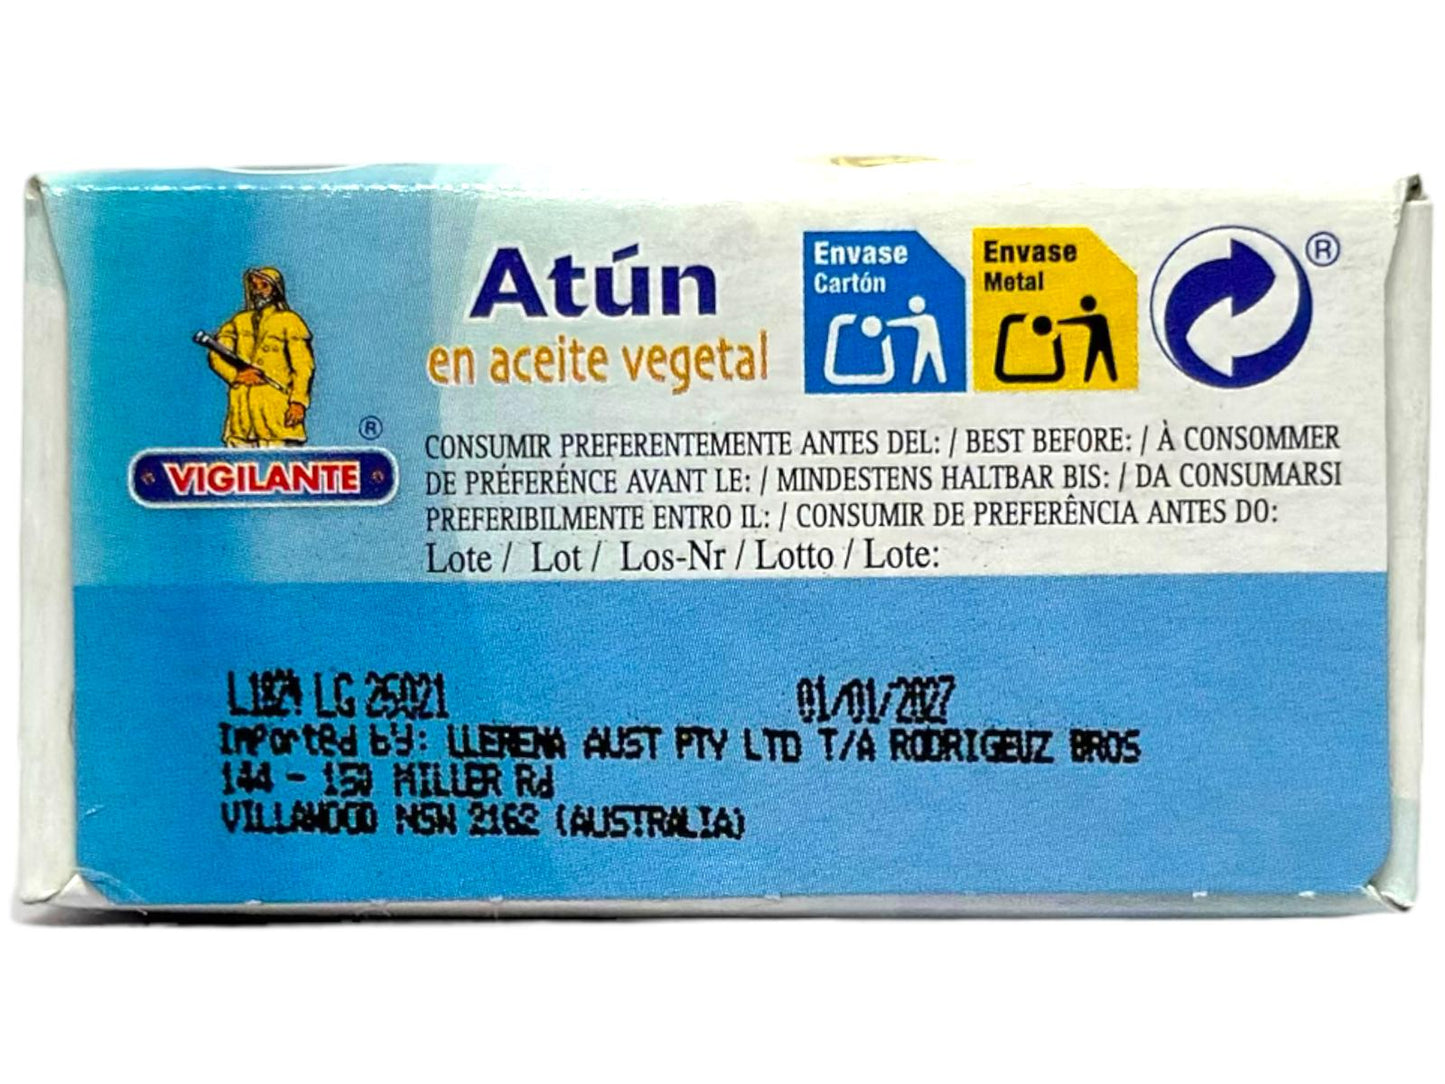 Atún
en aceite vegetal
Envase
Cartón
Envase
Metal
®
®
VIGILANTE
CONSUMIR PREFERENTEMENTE ANTES DEL: / BEST BEFORE: / À CONSOMMER
DE PRÉFERÉNCE AVANT LE: / MINDESTENS HALTBAR BIS: / DA CONSUMARSI
PREFERIBILMENTE ENTRO IL: / CONSUMIR DE PREFERÊNCIA ANTES DO:
Lote / Lot / Los-Nr / Lotto / Lote:
L1824 LG 25021 01/01/2027
Imported by: LLERENA AUST PTY LTD T/A RODRIGEUZ BROS
144 - 150 MILLER Rd
VILLAWOOD NSW 2162 (AUSTRALIA)